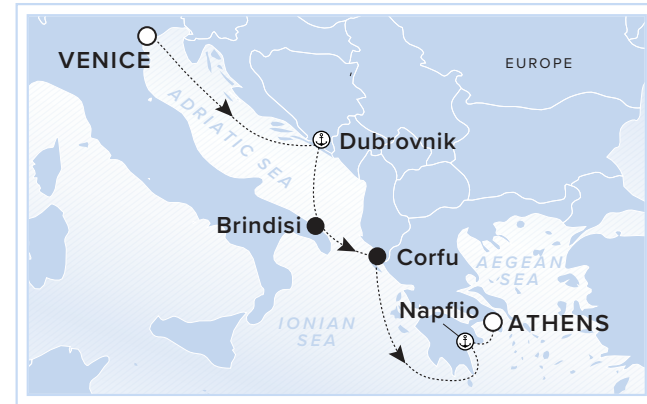 VENICE
EUROPE
ADRIATIC SEA
Dubrovnik
Brindisi
Corfu
AEGEAN
SEA
Napflio
IONIAN
SEA
ATHENS